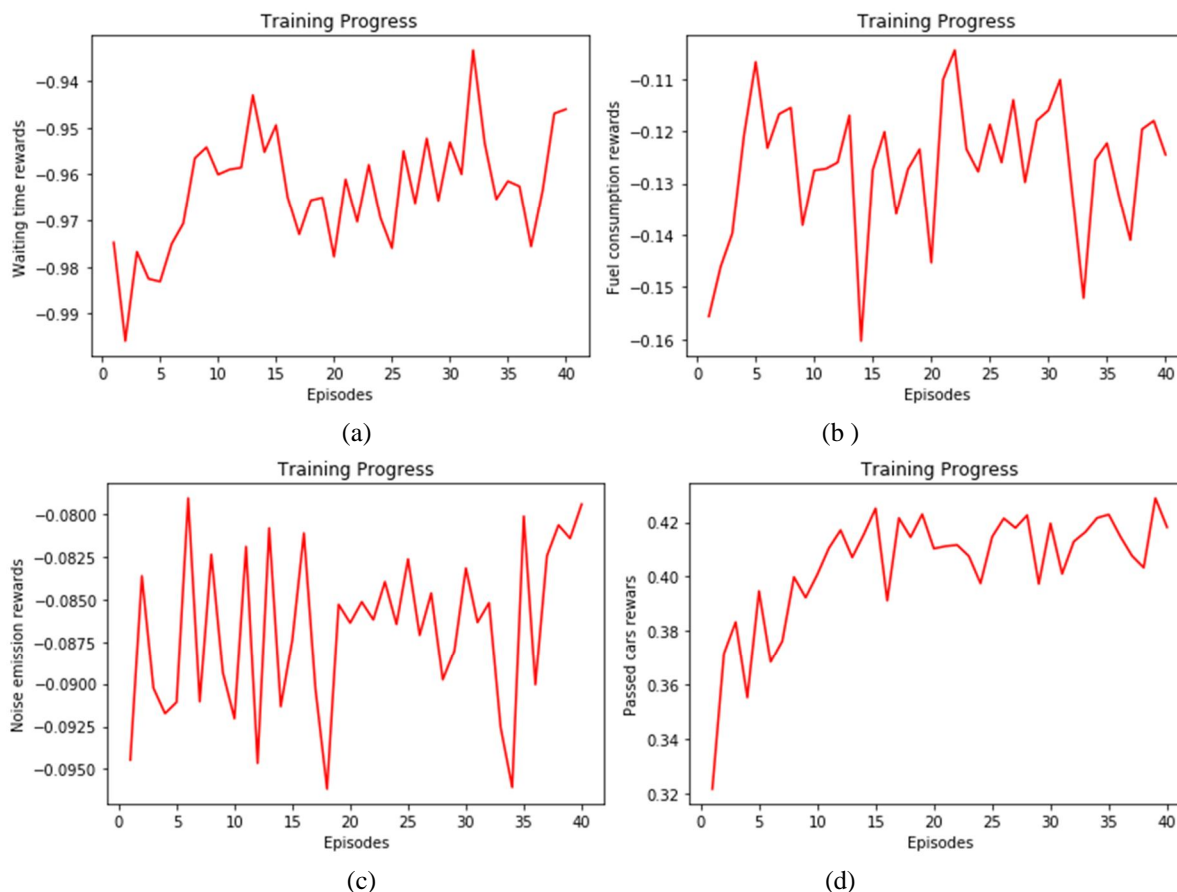 Training Progress
Waiting time rewards
−0.94
−0.95
−0.96
−0.97
−0.98
−0.99
0 5 10 15 20 25 30 35 40
Episodes
(a)
Training Progress
Fuel consumption rewards
−0.11
−0.12
−0.13
−0.14
−0.15
−0.16
0 5 10 15 20 25 30 35 40
Episodes
(b )
Training Progress
Noise emission rewards
−0.0800
−0.0825
−0.0850
−0.0875
−0.0900
−0.0925
−0.0950
0 5 10 15 20 25 30 35 40
Episodes
(c)
Training Progress
Passed cars rewars
0.42
0.40
0.38
0.36
0.34
0.32
0 5 10 15 20 25 30 35 40
Episodes
(d)